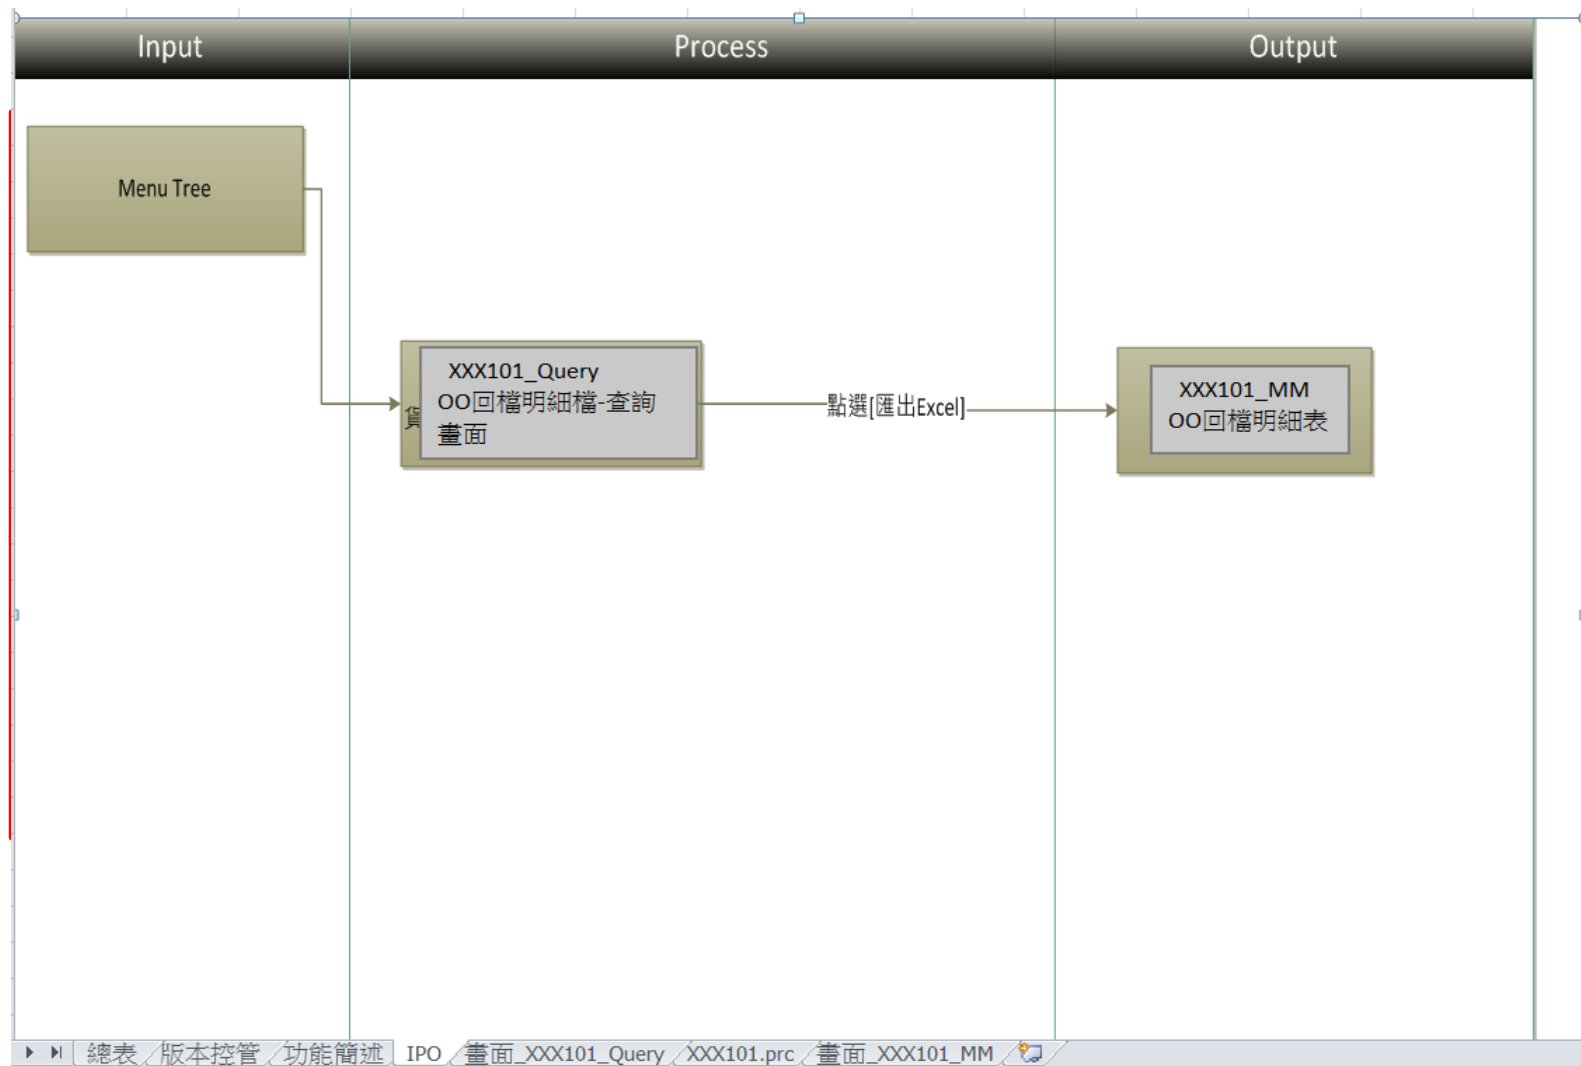 Input
Process
Output
Menu Tree
XXX101_Query
OO回檔明細檔-查詢
畫面
點選[匯出Excel]
XXX101_MM
OO回檔明細表
總表
版本控管
功能簡述
IPO
畫面_XXX101_Query
XXX101.prc
畫面_XXX101_MM